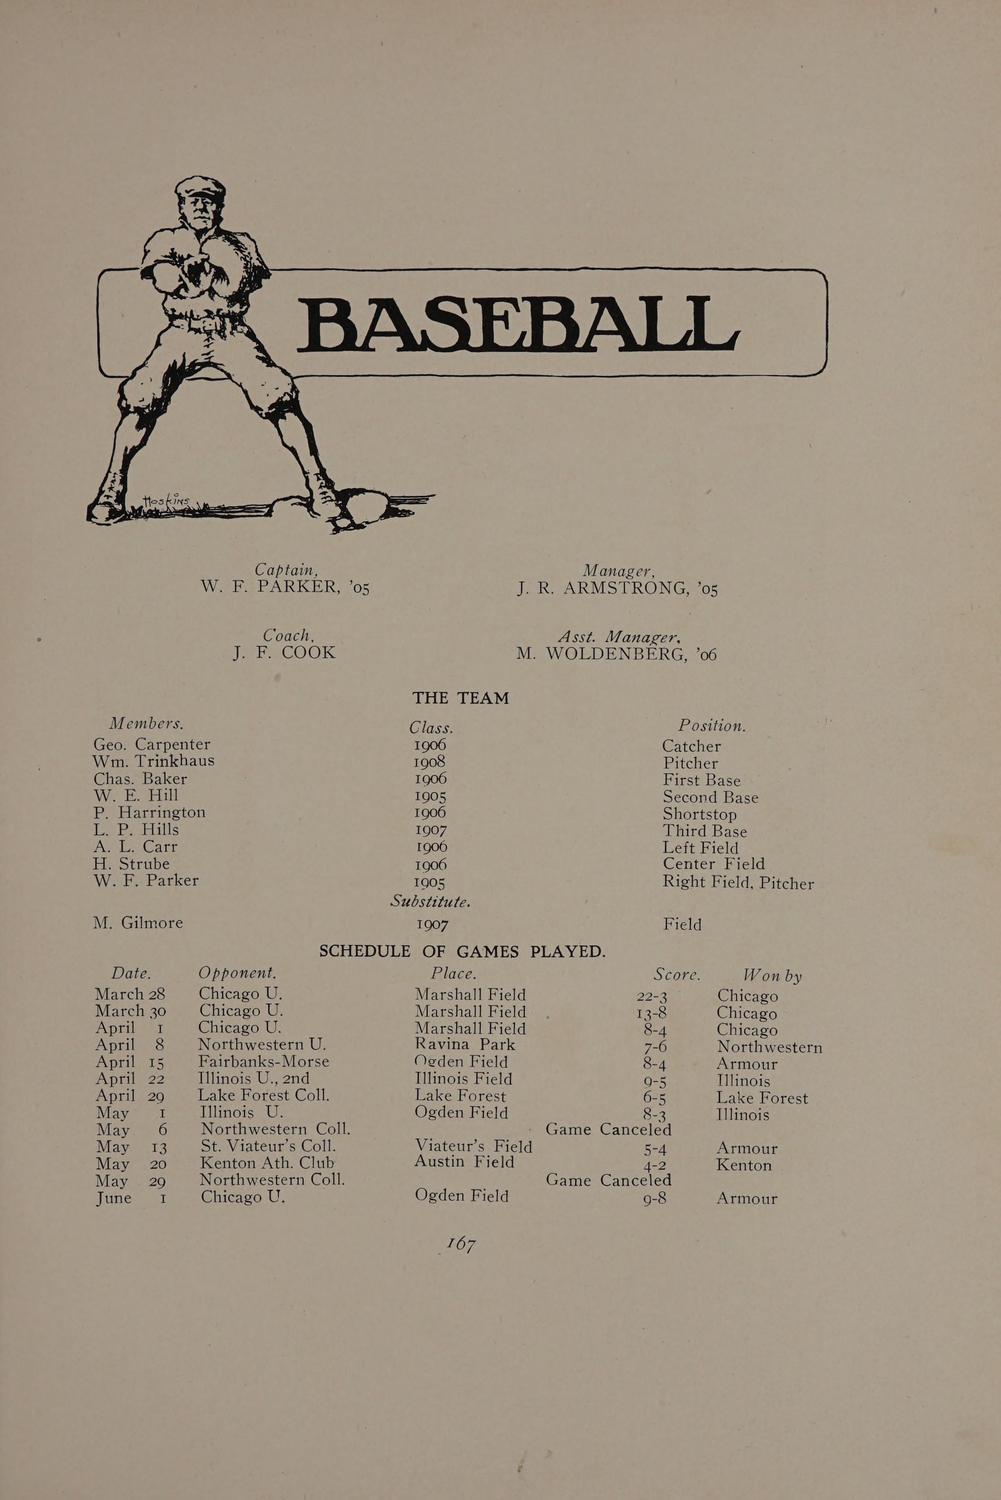 BASEBALL
Hoskins
Captain, Manager,
W. F. PARKER, '05 J. R. ARMSTRONG, '05
Coach, Asst. Manager,
J. F. COOK M. WOLDENBERG, '06
THE TEAM
Members. Class. Position.
Geo. Carpenter 1906 Catcher
Wm. Trinkhaus 1908 Pitcher
Chas. Baker 1906 First Base
W. E. Hill 1905 Second Base
P. Harrington 1906 Shortstop
L. P. Hills 1907 Third Base
A. L. Carr 1906 Left Field
H. Strube 1906 Center Field
W. F. Parker 1905 Right Field, Pitcher
Substitute.
M. Gilmore 1907 Field
SCHEDULE OF GAMES PLAYED.
Date. Opponent. Place. Score. Won by
March 28 Chicago U. Marshall Field 22-3 Chicago
March 30 Chicago U. Marshall Field 13-8 Chicago
April 1 Chicago U. Marshall Field 8-4 Chicago
April 8 Northwestern U. Ravina Park 7-6 Northwestern
April 15 Fairbanks-Morse Ogden Field 8-4 Armour
April 22 Illinois U., 2nd Illinois Field 9-5 Illinois
April 29 Lake Forest Coll. Lake Forest 6-5 Lake Forest
May 1 Illinois U. Ogden Field 8-3 Illinois
May 6 Northwestern Coll. Game Canceled
May 13 St. Viateur's Coll. Viateur's Field 5-4 Armour
May 20 Kenton Ath. Club Austin Field 4-2 Kenton
May 29 Northwestern Coll. Game Canceled
June 1 Chicago U. Ogden Field 9-8 Armour
167